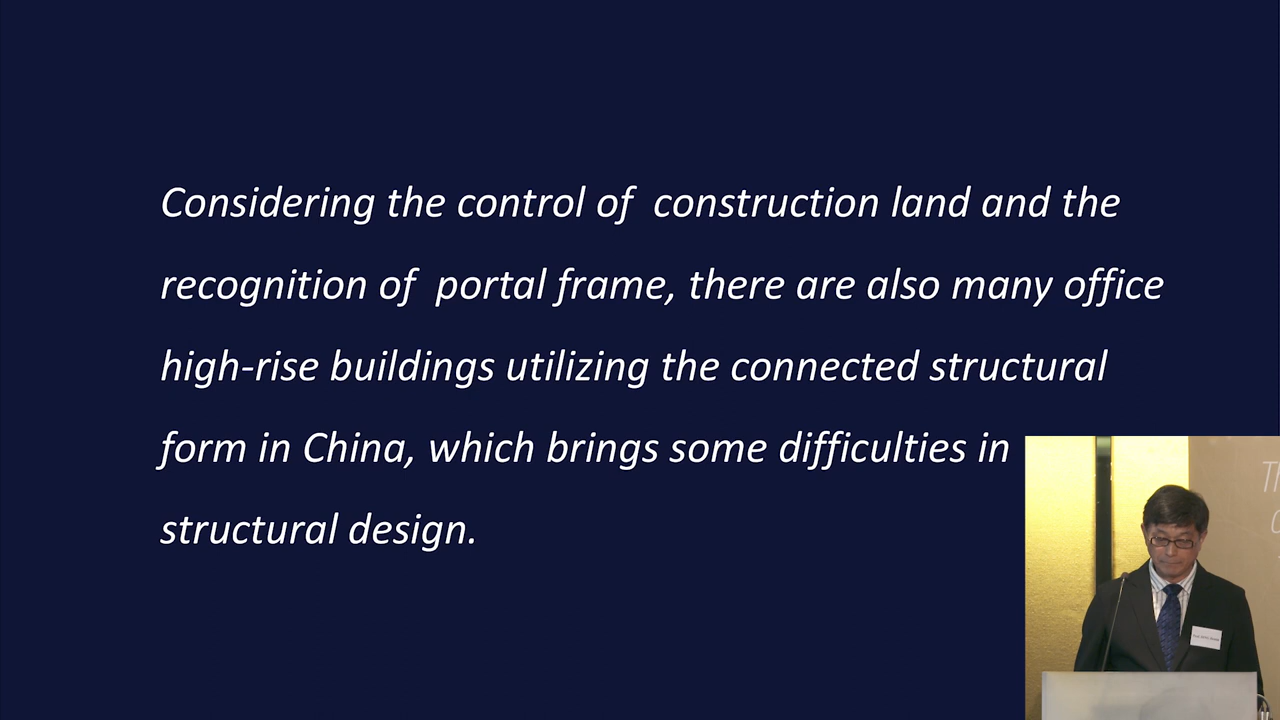 Considering the control of construction land and the
recognition of portal frame, there are also many office
high-rise buildings utilizing the connected structural
form in China, which brings some difficulties in
structural design.